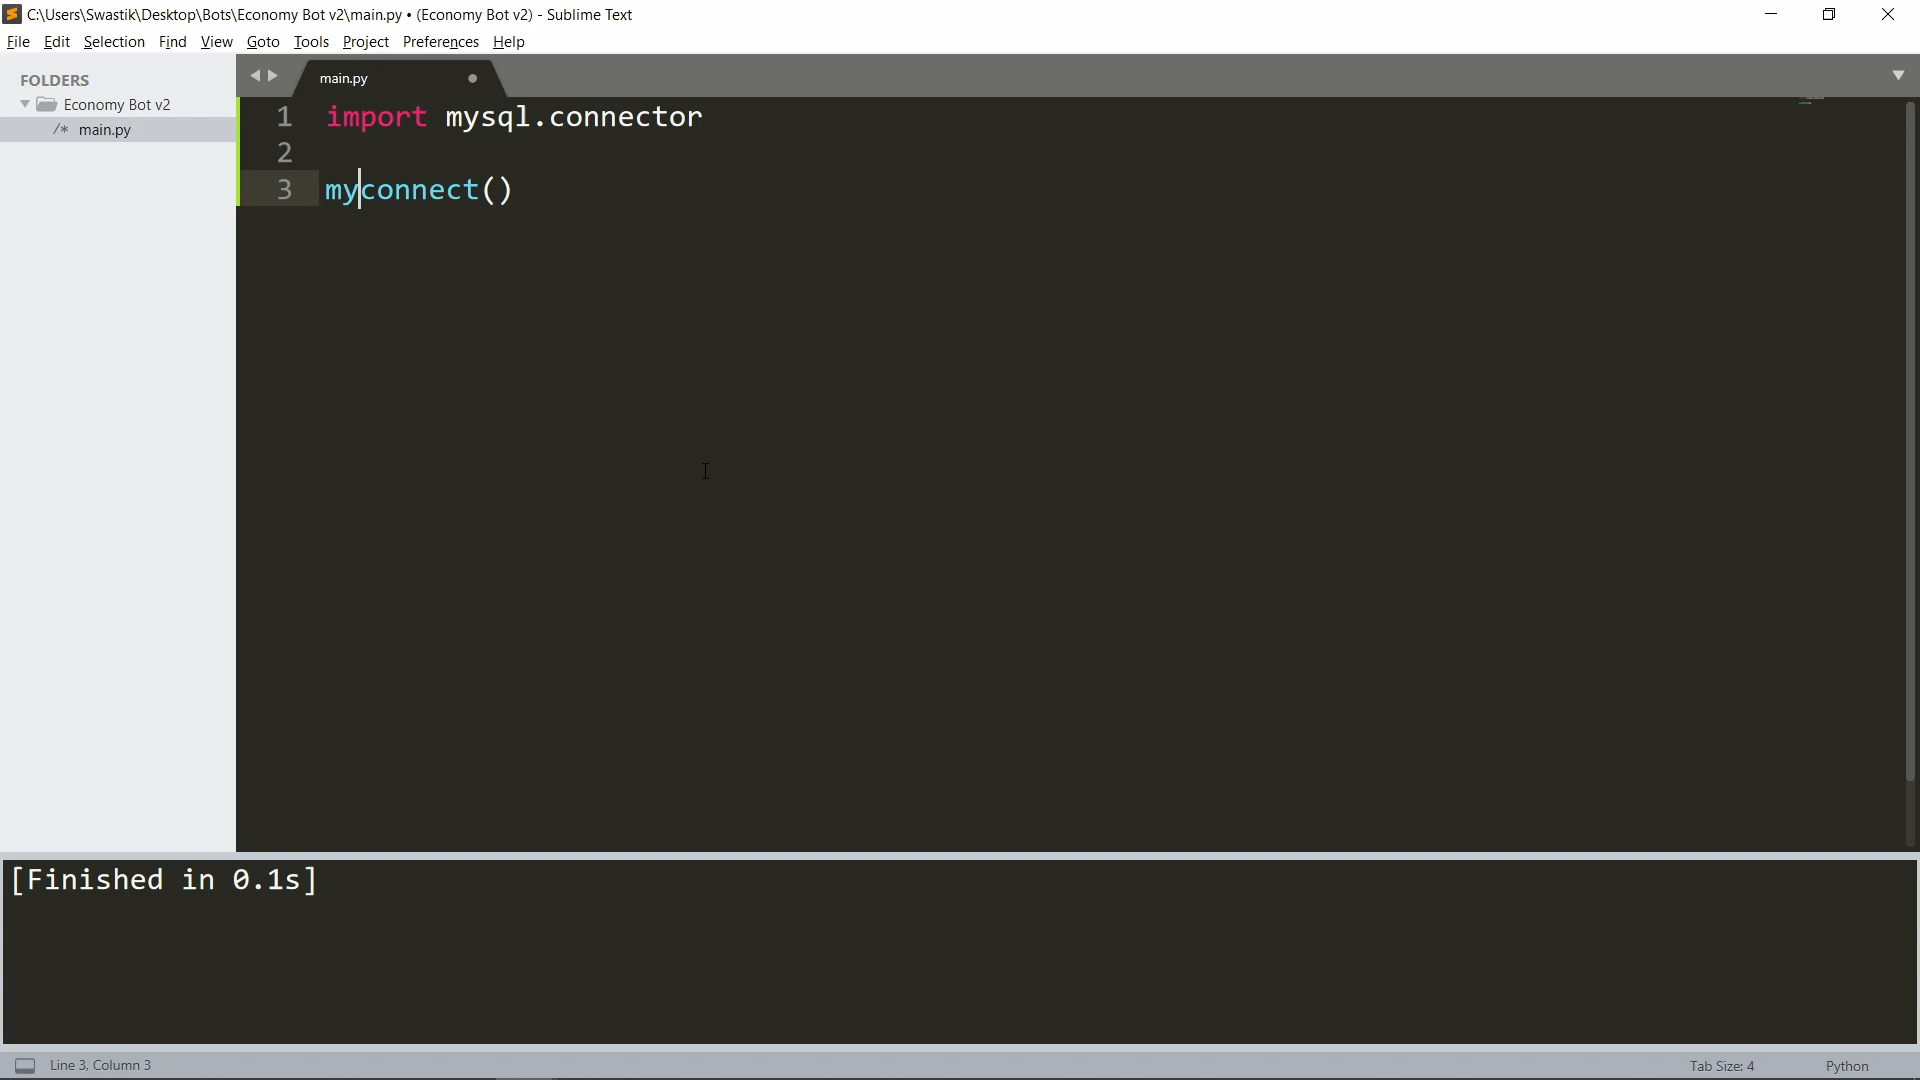 C:\Users\Swastik\Desktop\Bots\Economy Bot v2\main.py • (Economy Bot v2) - Sublime Text
File Edit Selection Find View Goto Tools Project Preferences Help
FOLDERS
Economy Bot v2
/* main.py
main.py
1 import mysql.connector
2
3 myconnect()
[Finished in 0.1s]
Line 3, Column 3
Tab Size: 4
Python